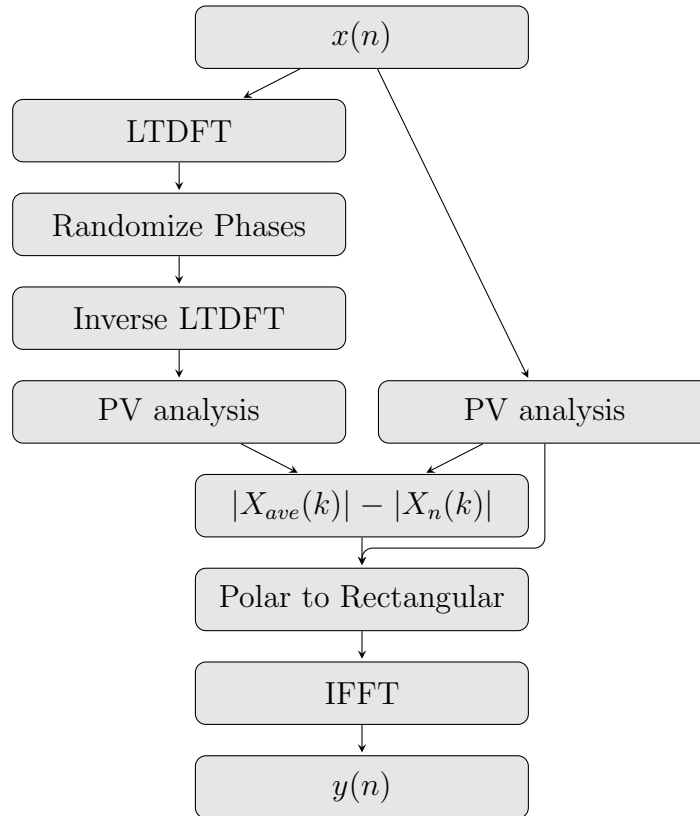 x(n)
LTDFT
Randomize Phases
Inverse LTDFT
PV analysis
PV analysis
|X_{ave}(k)| − |X_n(k)|
Polar to Rectangular
IFFT
y(n)